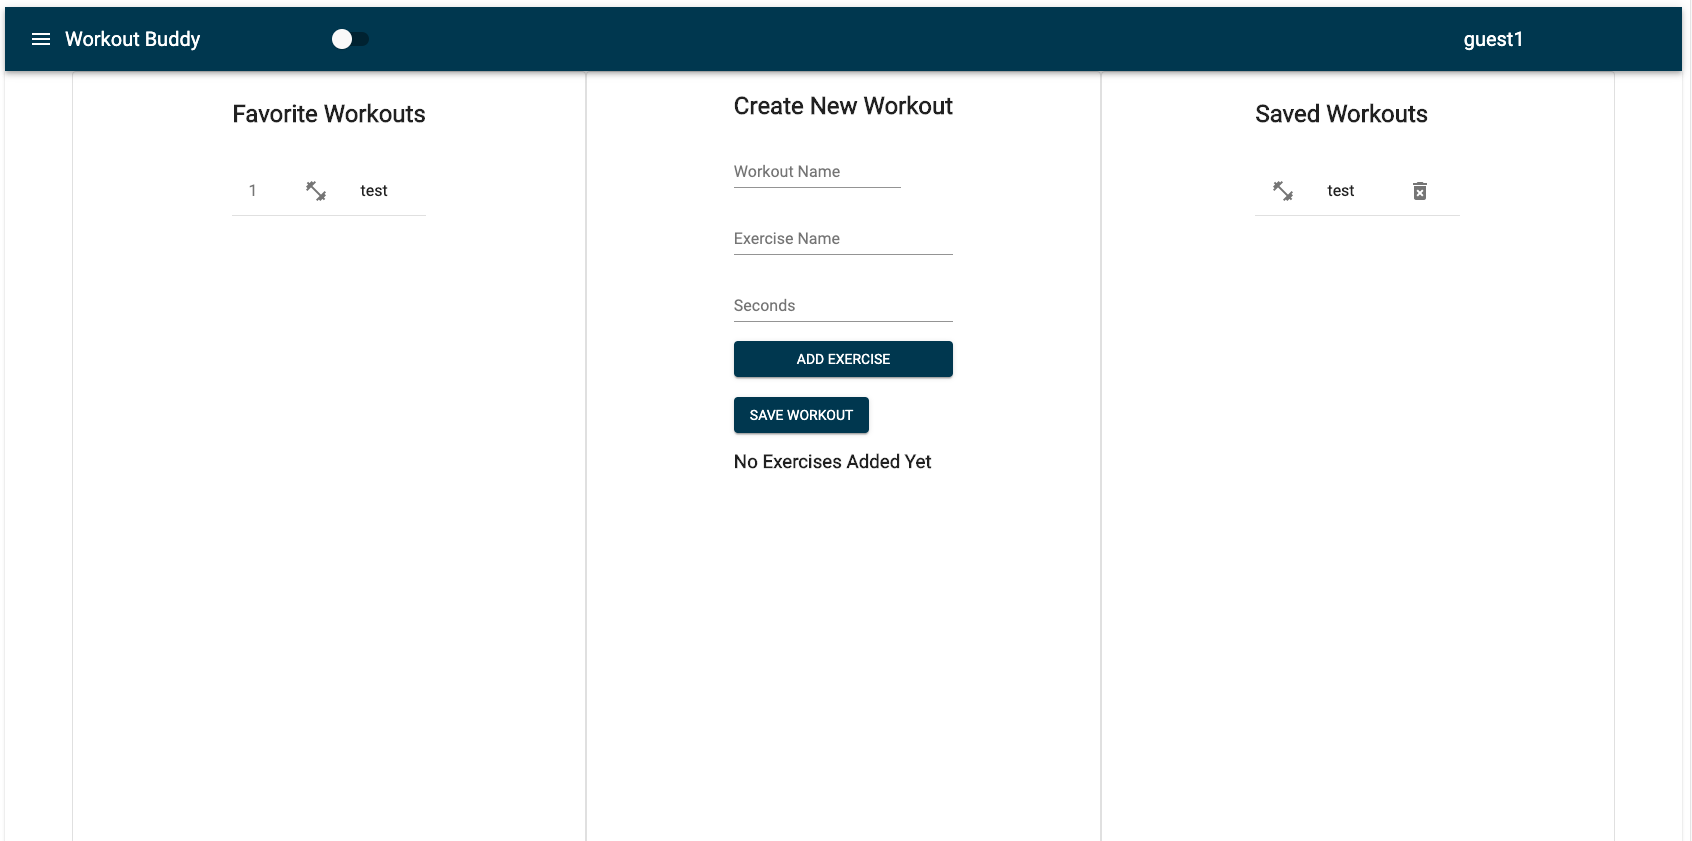 Workout Buddy
guest1
Favorite Workouts
1 test
Create New Workout
Workout Name
Exercise Name
Seconds
ADD EXERCISE
SAVE WORKOUT
No Exercises Added Yet
Saved Workouts
test